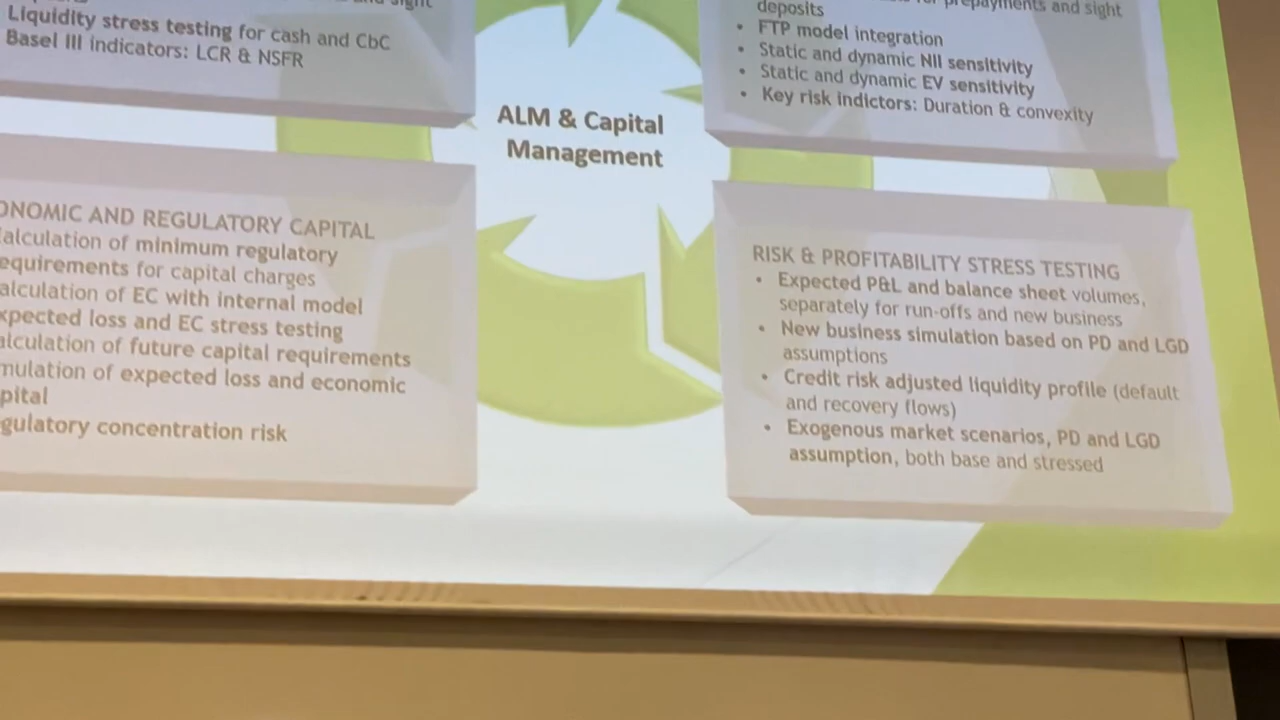 Liquidity stress testing for cash and CbC
Basel III indicators: LCR & NSFR
prepayments and sight
deposits
• FTP model integration
• Static and dynamic NII sensitivity
• Static and dynamic EV sensitivity
• Key risk indictors: Duration & convexity
ALM & Capital
Management
ONOMIC AND REGULATORY CAPITAL
alculation of minimum regulatory
equirements for capital charges
alculation of EC with internal model
xpected loss and EC stress testing
alculation of future capital requirements
mulation of expected loss and economic
pital
gulatory concentration risk
RISK & PROFITABILITY STRESS TESTING
• Expected P&L and balance sheet volumes,
separately for run-offs and new business
• New business simulation based on PD and LGD
assumptions
• Credit risk adjusted liquidity profile (default
and recovery flows)
• Exogenous market scenarios, PD and LGD
assumption, both base and stressed